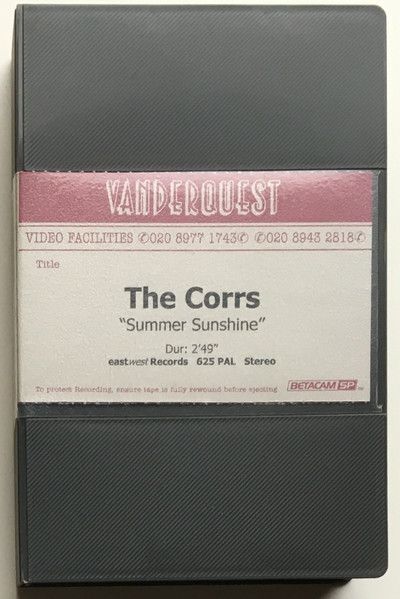 VANDERQUEST
VIDEO FACILITIES ✆020 8977 1743✆ ✆020 8943 2818✆
Title
The Corrs
“Summer Sunshine”
Dur: 2'49”
eastwest Records 625 PAL Stereo
To protect Recording, ensure tape is fully rewound before ejecting BETACAM SP™